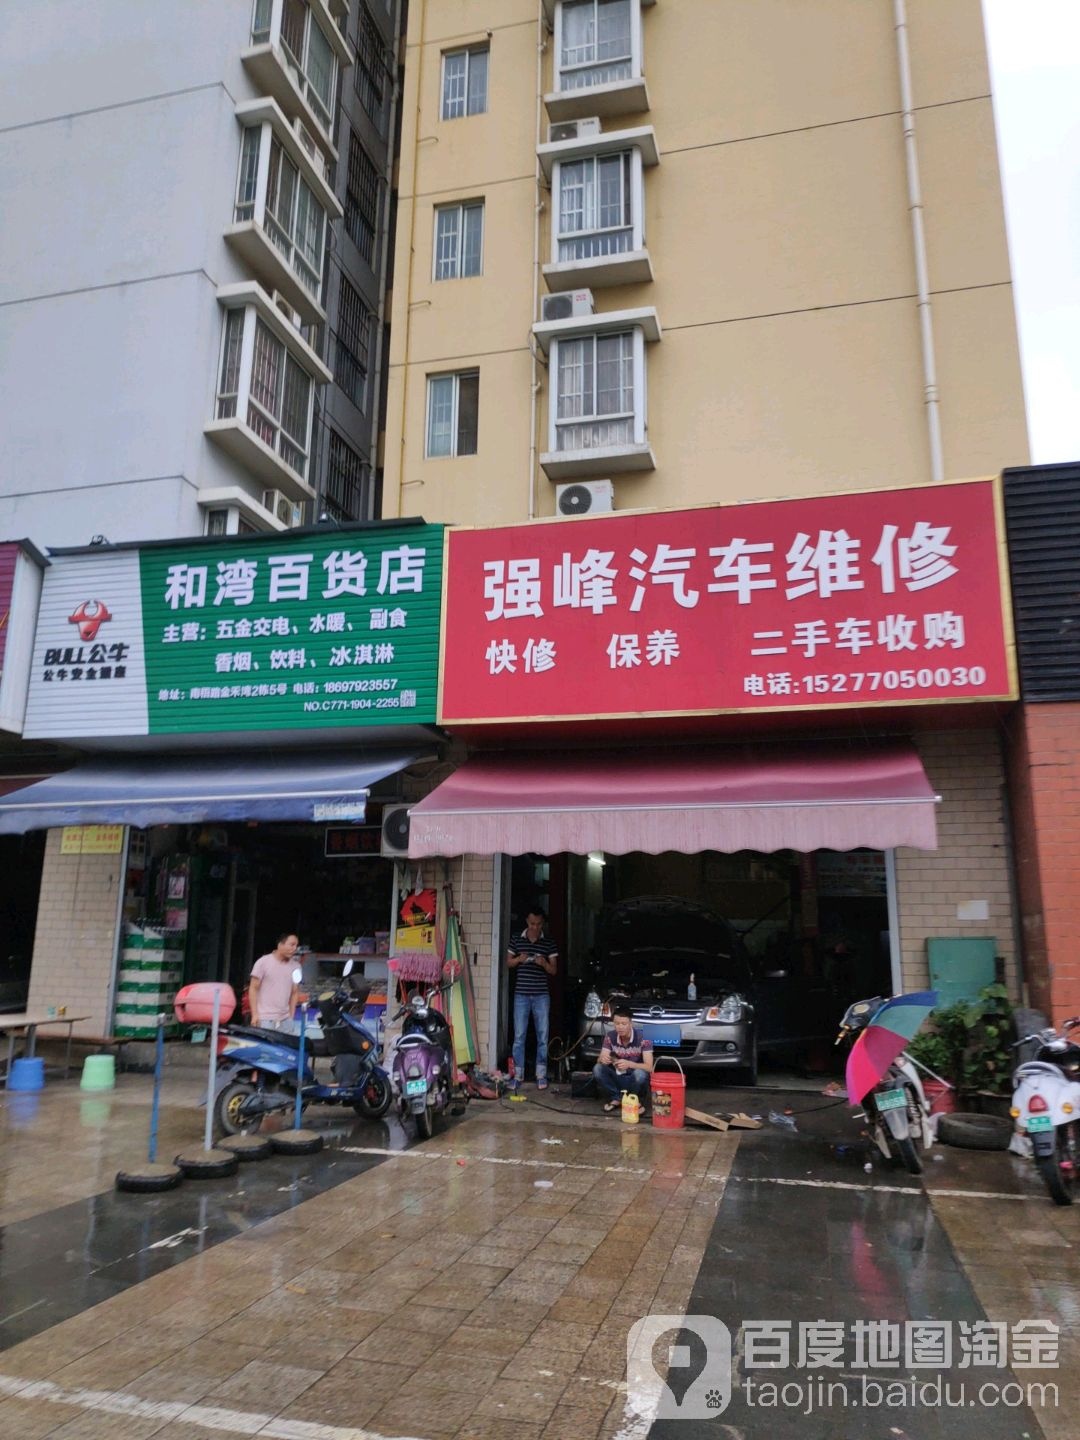 和湾百货店
主营：五金交电、水暖、副食
香烟、饮料、冰淇淋
地址：南梧路金禾湾2栋5号 电话：18697923557
NO.C771-1904-2255
BULL公牛
公牛安全插座
强峰汽车维修
快修 保养 二手车收购
电话:15277050030
百度地图淘金
taojin.baidu.com